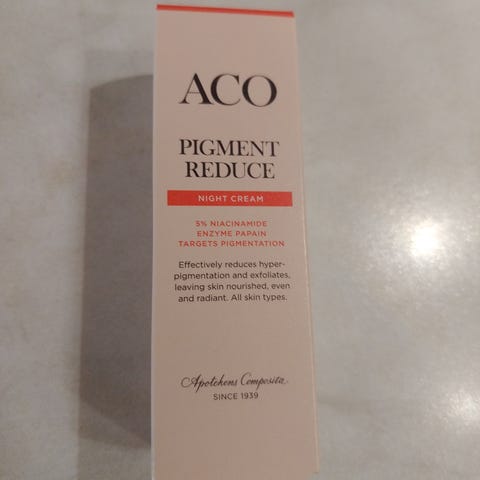 ACO
PIGMENT
REDUCE
NIGHT CREAM
5% NIACINAMIDE
ENZYME PAPAIN
TARGETS PIGMENTATION
Effectively reduces hyper-
pigmentation and exfoliates,
leaving skin nourished, even
and radiant. All skin types.
Apotekens Composita
SINCE 1939